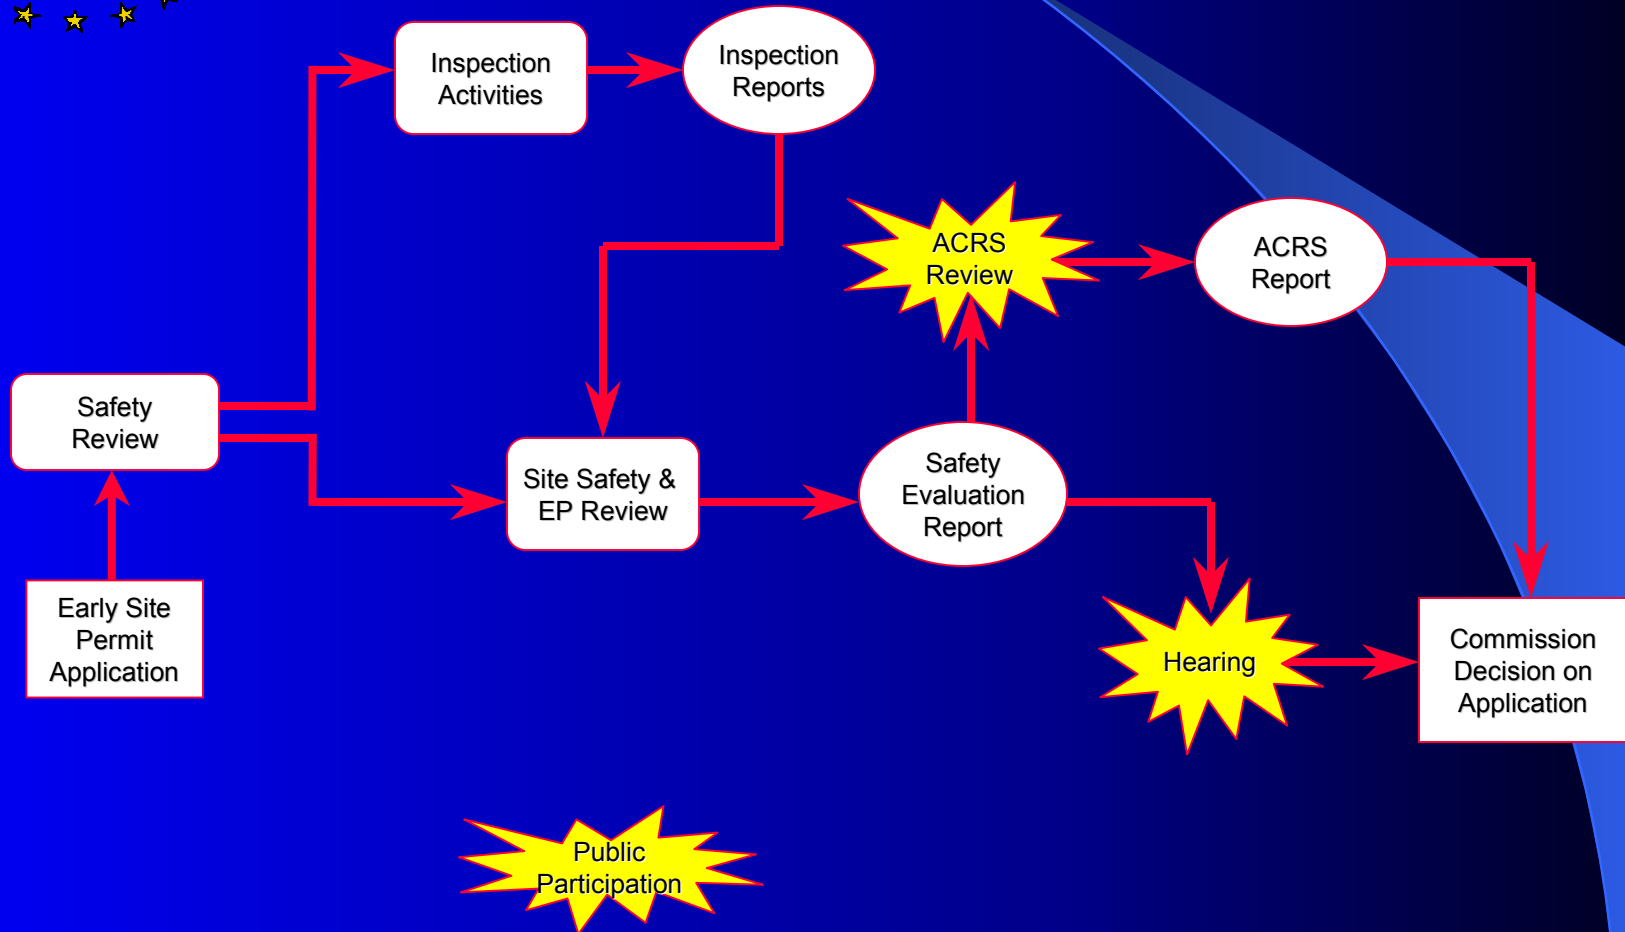 Inspection
Activities
Inspection
Reports
ACRS
Review
ACRS
Report
Safety
Review
Site Safety &
EP Review
Safety
Evaluation
Report
Early Site
Permit
Application
Hearing
Commission
Decision on
Application
Public
Participation